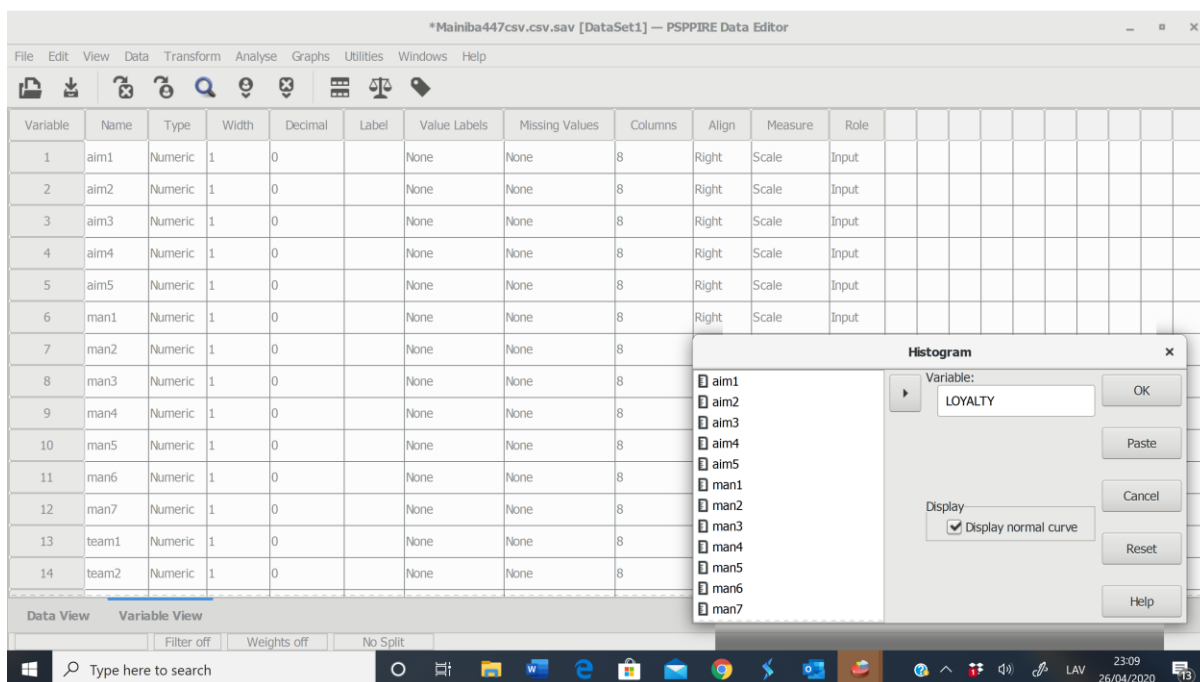 *Mainiba447csv.csv.sav [DataSet1] — PSPPIRE Data Editor
File Edit View Data Transform Analyse Graphs Utilities Windows Help
Variable Name Type Width Decimal Label Value Labels Missing Values Columns Align Measure Role
1 aim1 Numeric 1 0 None None 8 Right Scale Input
2 aim2 Numeric 1 0 None None 8 Right Scale Input
3 aim3 Numeric 1 0 None None 8 Right Scale Input
4 aim4 Numeric 1 0 None None 8 Right Scale Input
5 aim5 Numeric 1 0 None None 8 Right Scale Input
6 man1 Numeric 1 0 None None 8 Right Scale Input
7 man2 Numeric 1 0 None None 8
8 man3 Numeric 1 0 None None 8
9 man4 Numeric 1 0 None None 8
10 man5 Numeric 1 0 None None 8
11 man6 Numeric 1 0 None None 8
12 man7 Numeric 1 0 None None 8
13 team1 Numeric 1 0 None None 8
14 team2 Numeric 1 0 None None 8
Histogram
aim1
aim2
aim3
aim4
aim5
man1
man2
man3
man4
man5
man6
man7
Variable:
LOYALTY
Display
Display normal curve
OK
Paste
Cancel
Reset
Help
Data View Variable View
Filter off Weights off No Split
Type here to search
LAV
23:09
26/04/2020
13